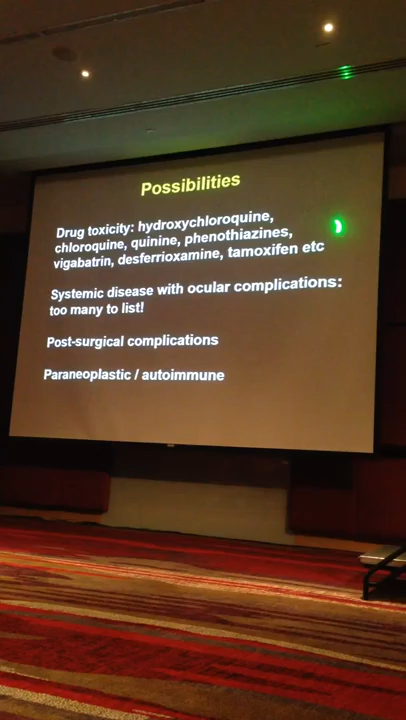 Possibilities
Drug toxicity: hydroxychloroquine,
chloroquine, quinine, phenothiazines,
vigabatrin, desferrioxamine, tamoxifen etc
Systemic disease with ocular complications:
too many to list!
Post-surgical complications
Paraneoplastic / autoimmune